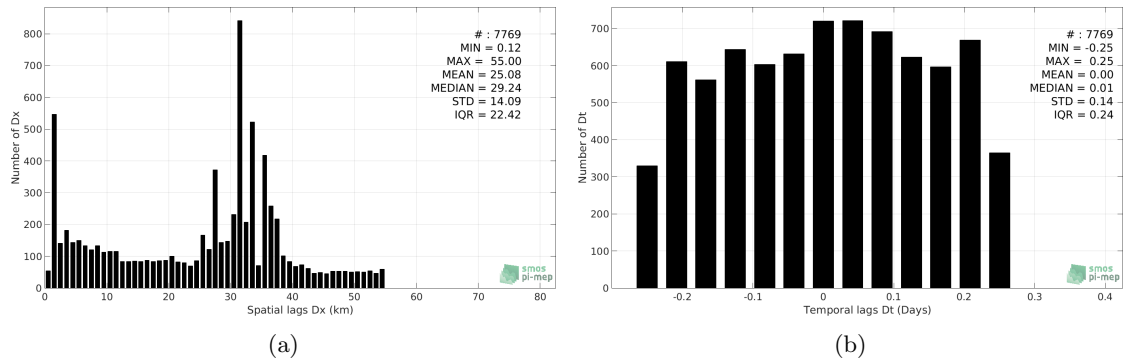 800
700
600
500
400
300
200
100
0
Number of Dx
# : 7769
MIN = 0.12
MAX = 55.00
MEAN = 25.08
MEDIAN = 29.24
STD = 14.09
IQR = 22.42
smos
pi-mep
0 10 20 30 40 50 60 70 80
Spatial lags Dx (km)
(a)
700
600
500
400
300
200
100
0
Number of Dt
# : 7769
MIN = -0.25
MAX = 0.25
MEAN = 0.00
MEDIAN = 0.01
STD = 0.14
IQR = 0.24
smos
pi-mep
-0.2 -0.1 0 0.1 0.2 0.3 0.4
Temporal lags Dt (Days)
(b)